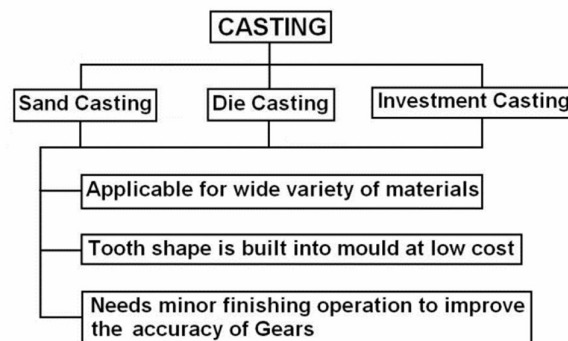 CASTING
Sand Casting
Die Casting
Investment Casting
Applicable for wide variety of materials
Tooth shape is built into mould at low cost
Needs minor finishing operation to improve
the accuracy of Gears